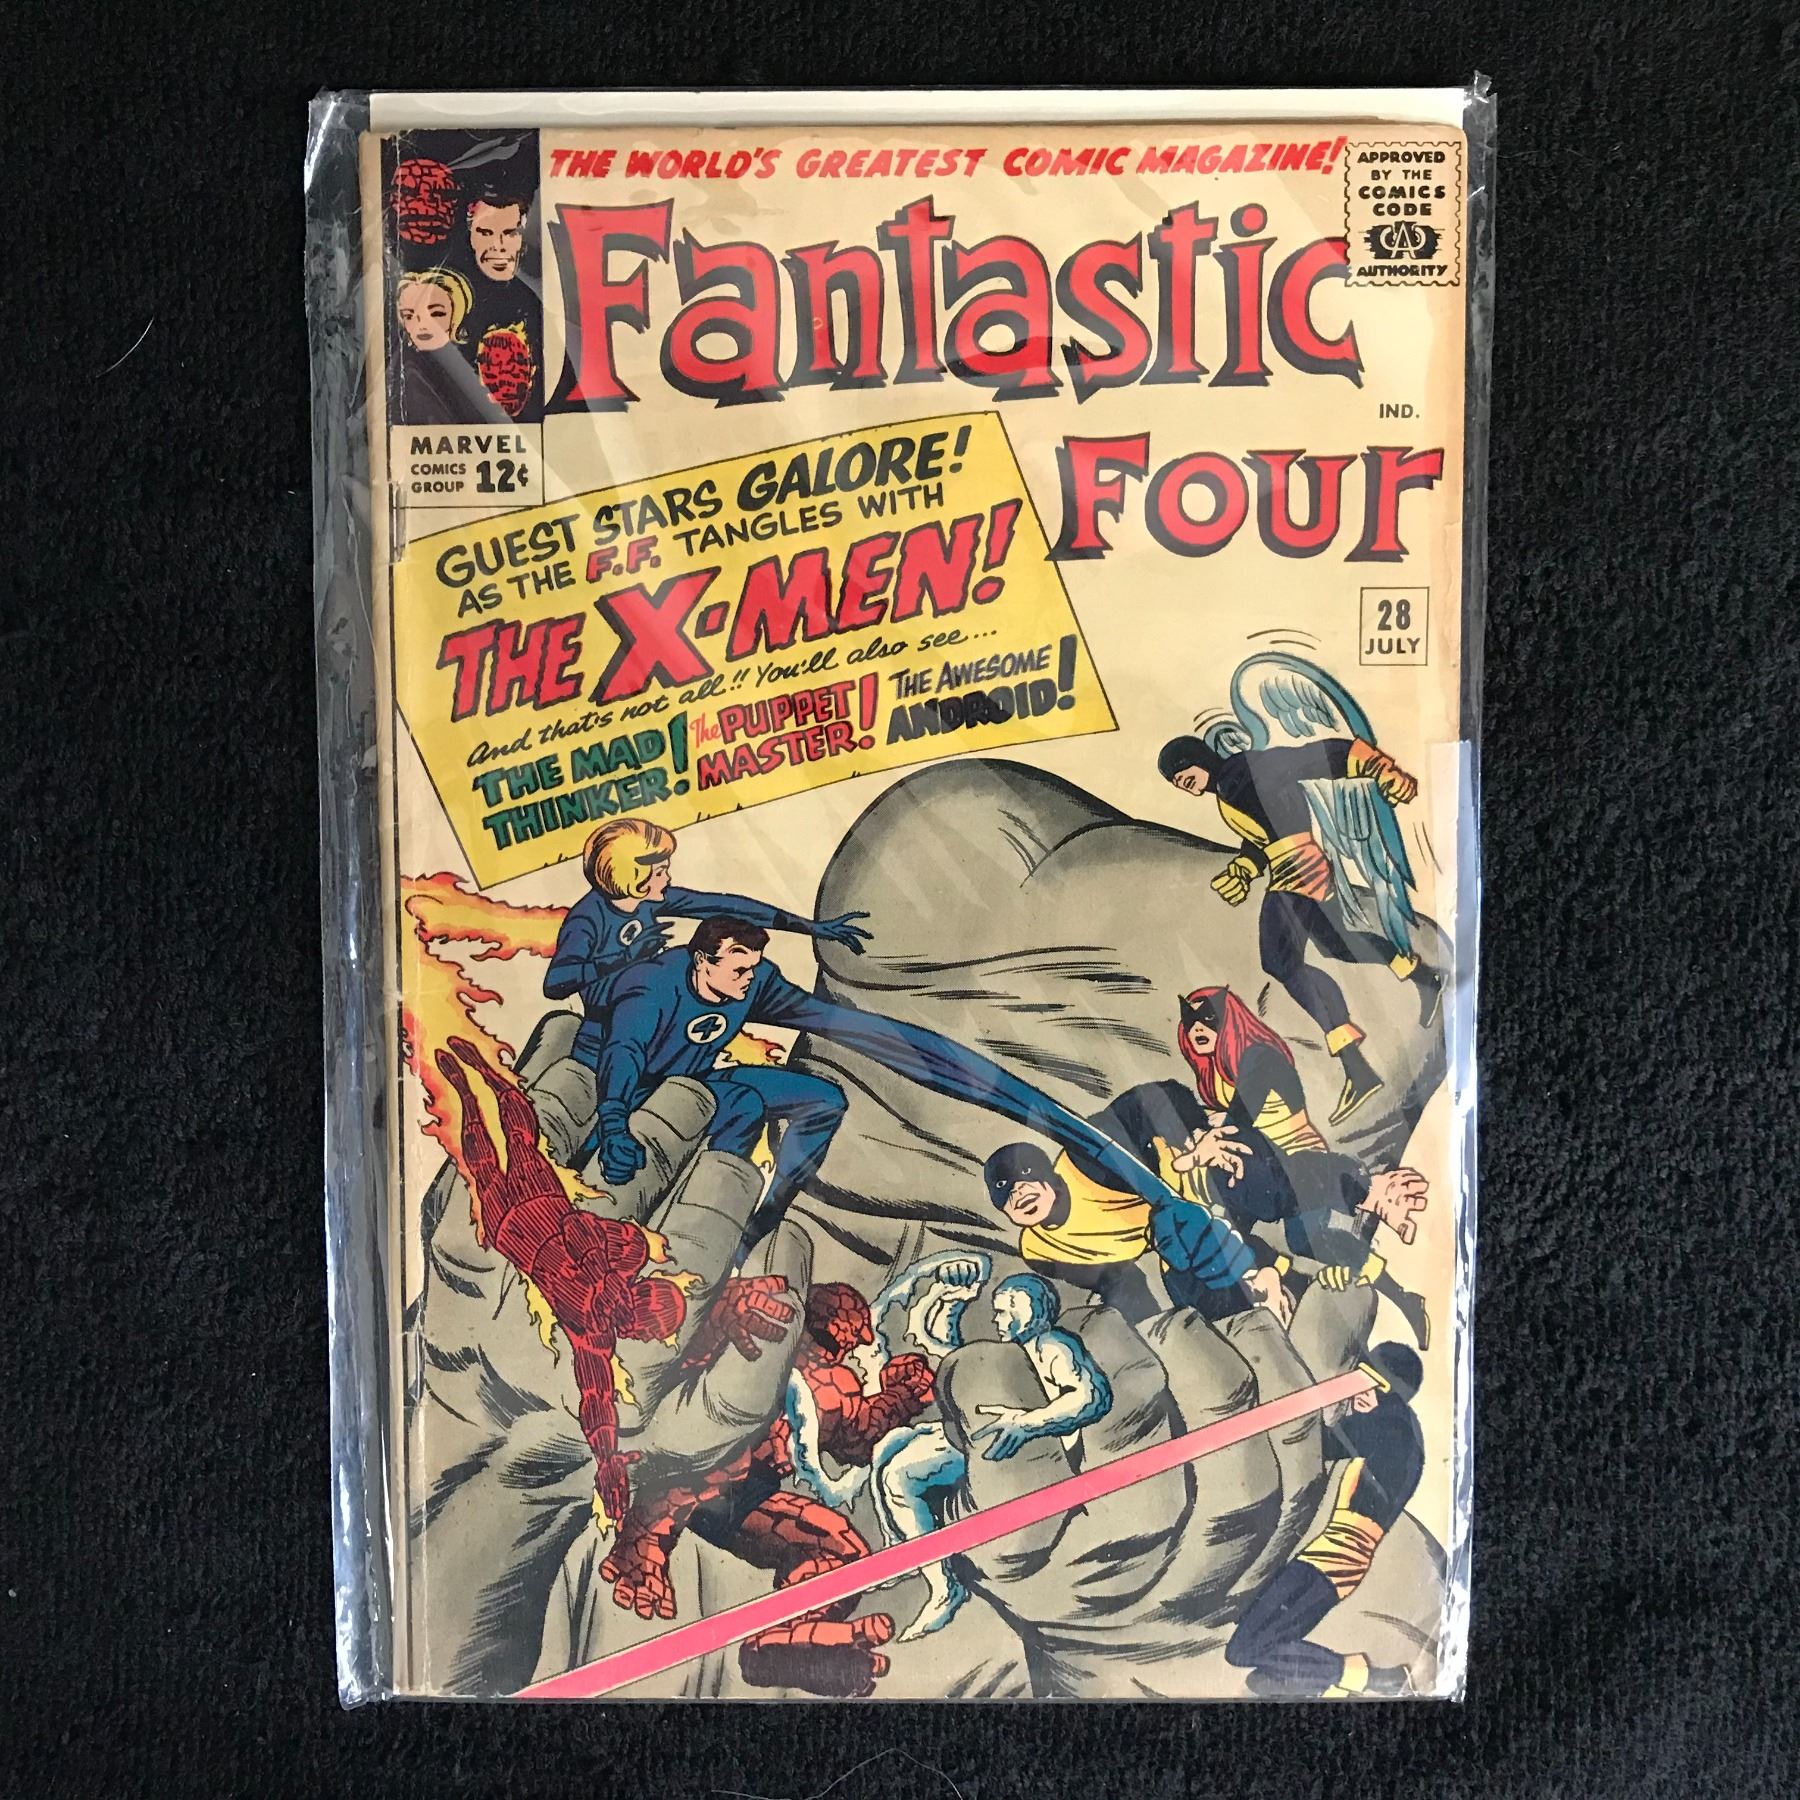 THE WORLD'S GREATEST COMIC MAGAZINE!
APPROVED
BY THE
COMICS
CODE
CA
AUTHORITY
Fantastic
Four
IND.
MARVEL
COMICS
GROUP 12¢
GUEST STARS GALORE!
AS THE F.F. TANGLES WITH
THE X-MEN!
And that's not all!! You'll also see...
THE MAD THINKER!
The PUPPET MASTER!
THE AWESOME ANDROID!
28
JULY
4
4